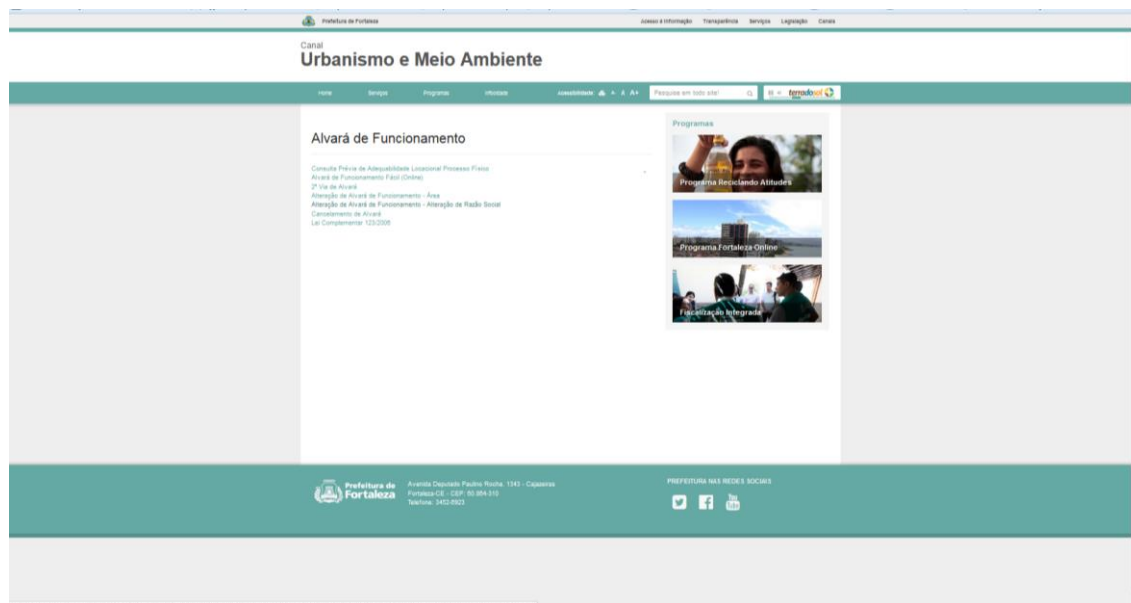 Prefeitura de Fortaleza
Acesso à Informação Transparência Serviços Legislação Canais
Canal
Urbanismo e Meio Ambiente
Home Serviços Programas Infocidade Acessibilidade: A- A A+ Pesquise em todo site! terradosol
Alvará de Funcionamento
Consulta Prévia de Adequabilidade Locacional Processo Físico
Alvará de Funcionamento Fácil (Online)
2ª Via de Alvará
Alteração de Alvará de Funcionamento - Área
Alteração de Alvará de Funcionamento - Alteração de Razão Social
Cancelamento de Alvará
Lei Complementar 123/2006
Programas
Programa Reciclando Atitudes
Programa Fortaleza Online
Fiscalização Integrada
Prefeitura de
Fortaleza
Avenida Deputado Paulino Rocha, 1343 - Cajazeiras
Fortaleza-CE - CEP: 60.864-310
Telefone: 3452-6923
PREFEITURA NAS REDES SOCIAIS
You
Tube